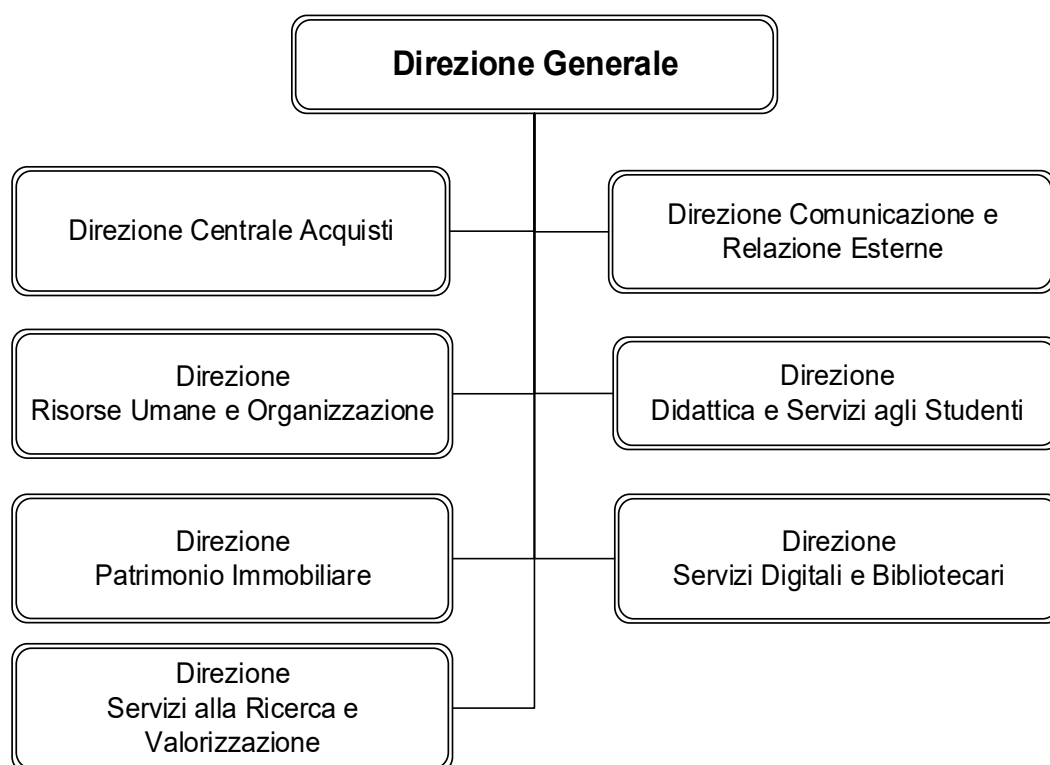 Direzione Generale
Direzione Centrale Acquisti
Direzione Comunicazione e
Relazione Esterne
Direzione
Risorse Umane e Organizzazione
Direzione
Didattica e Servizi agli Studenti
Direzione
Patrimonio Immobiliare
Direzione
Servizi Digitali e Bibliotecari
Direzione
Servizi alla Ricerca e
Valorizzazione